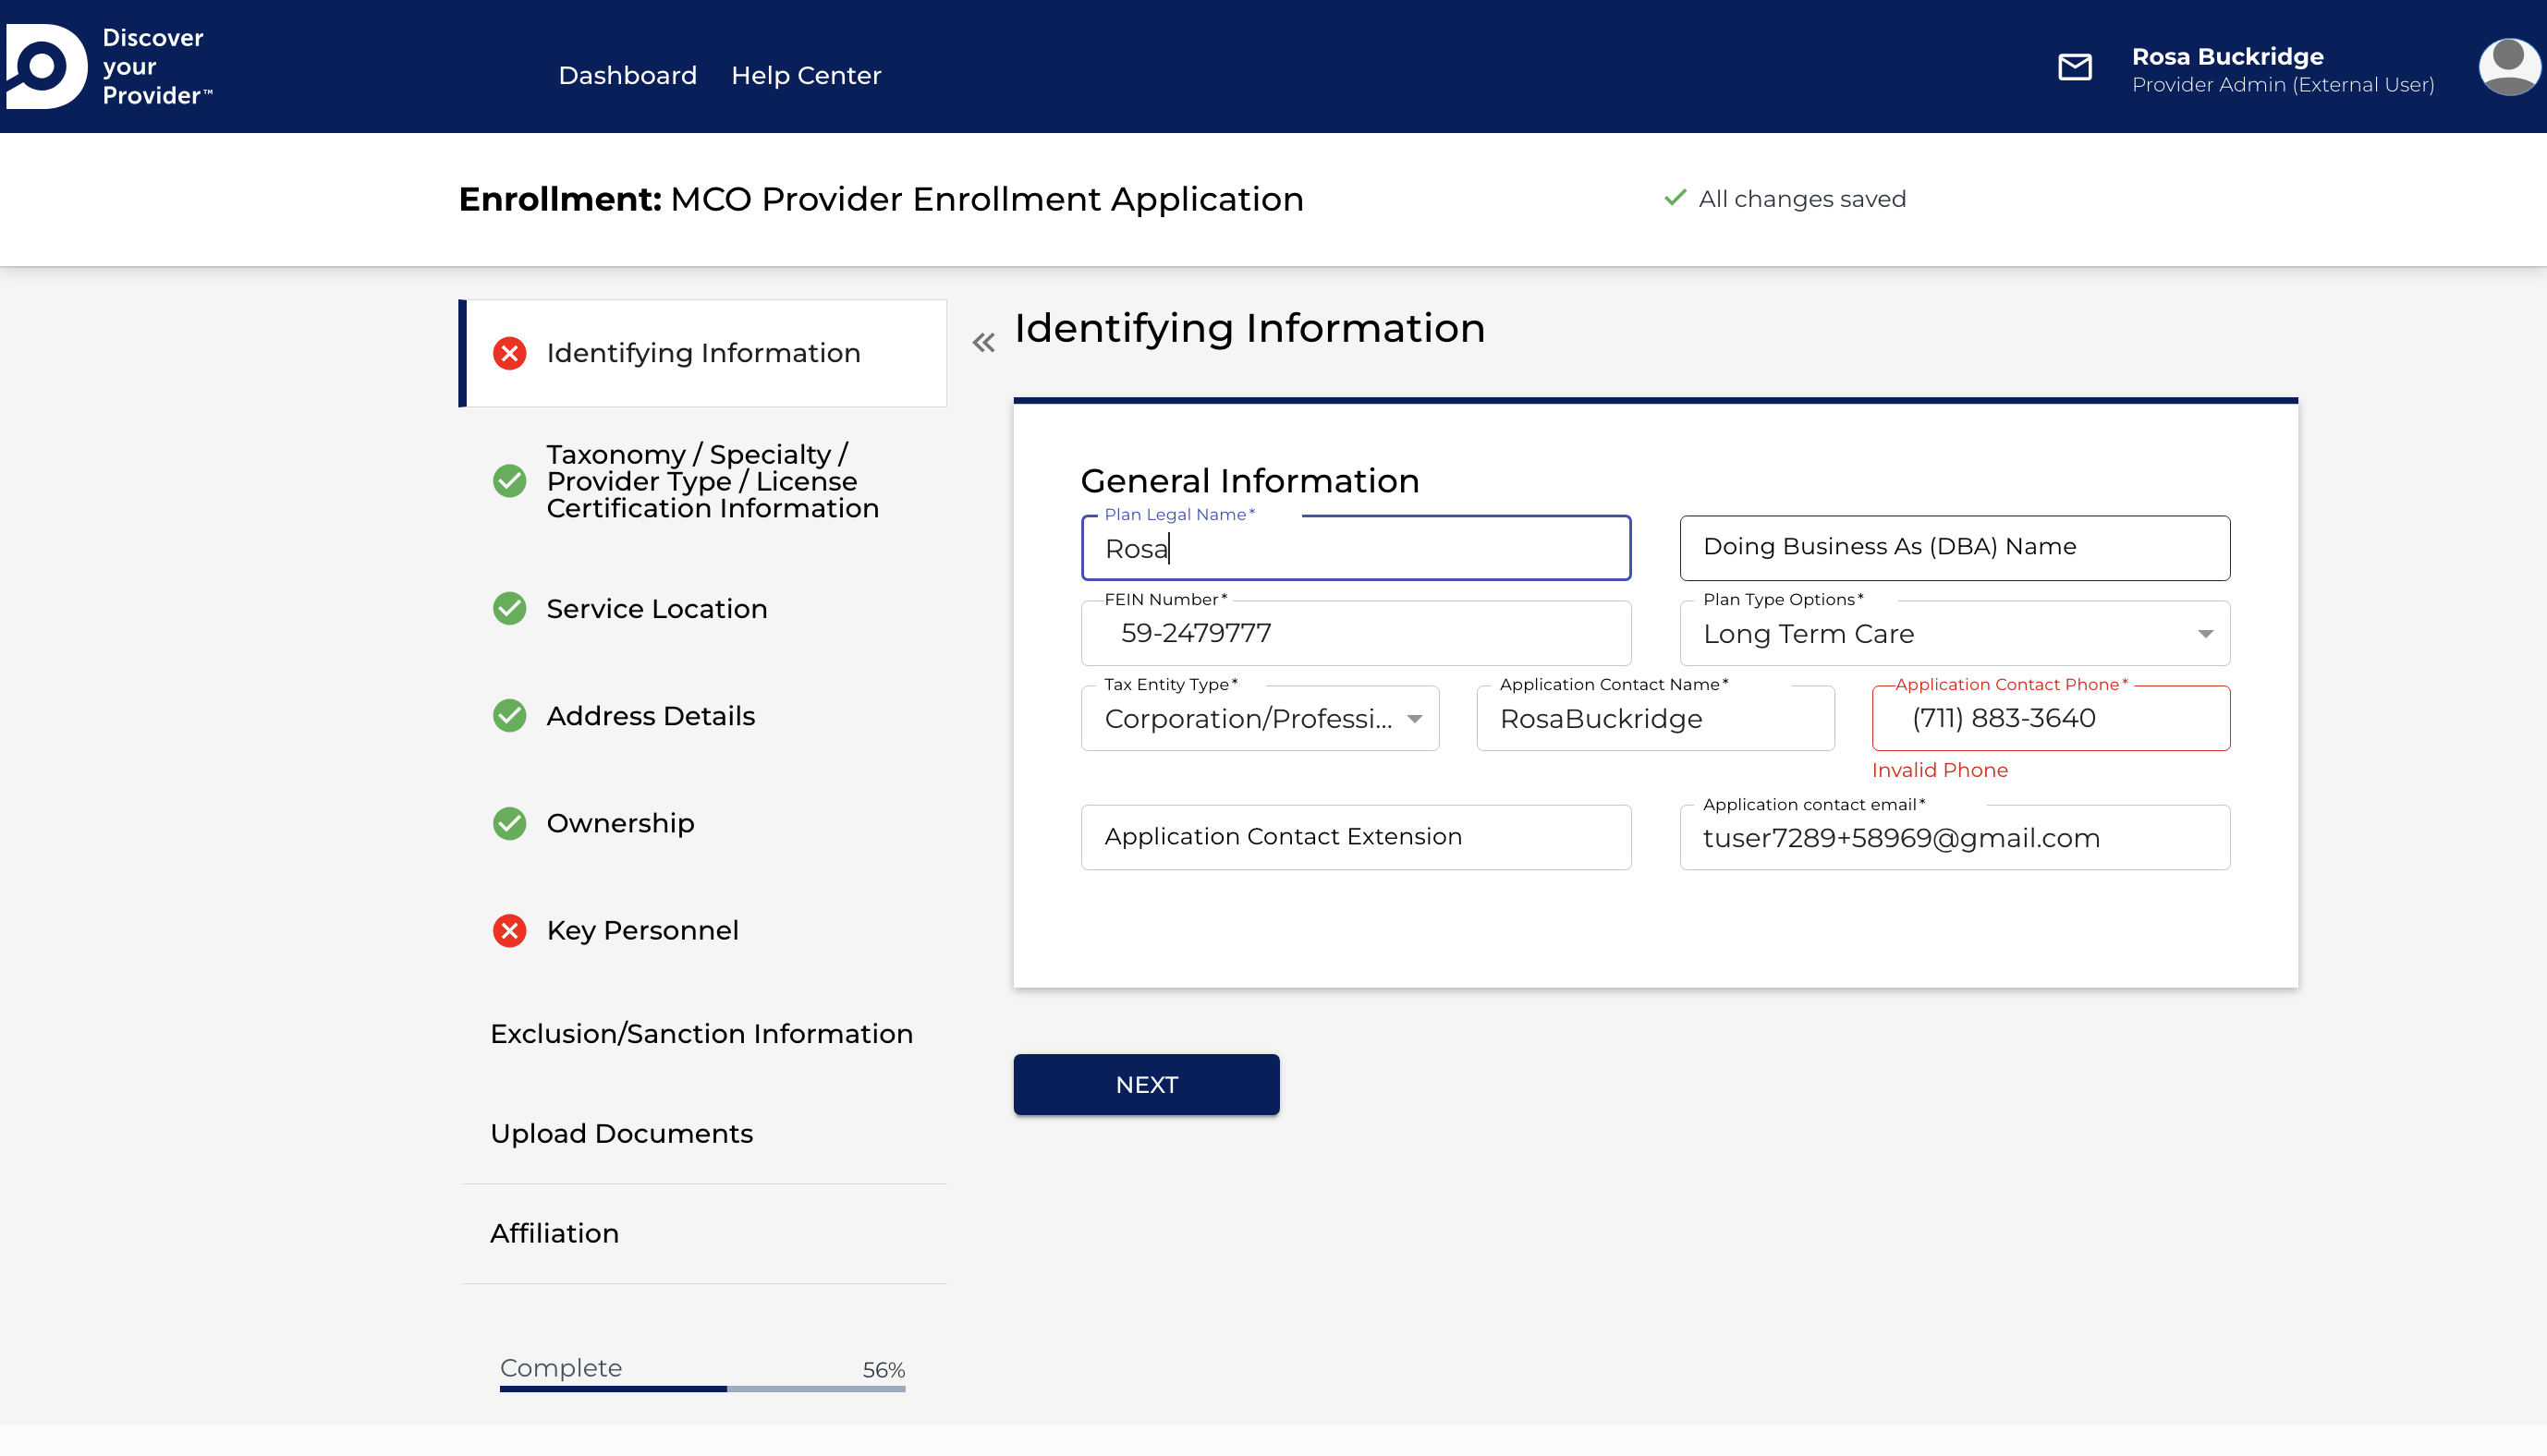 Discover
your
Provider™
Dashboard Help Center
Rosa Buckridge
Provider Admin (External User)
Enrollment: MCO Provider Enrollment Application
All changes saved
Identifying Information
Taxonomy / Specialty /
Provider Type / License
Certification Information
Service Location
Address Details
Ownership
Key Personnel
Exclusion/Sanction Information
Upload Documents
Affiliation
Complete 56%
Identifying Information
General Information
Plan Legal Name*
Rosa
Doing Business As (DBA) Name
FEIN Number*
59-2479777
Plan Type Options*
Long Term Care
Tax Entity Type*
Corporation/Professi...
Application Contact Name*
RosaBuckridge
Application Contact Phone*
(711) 883-3640
Invalid Phone
Application Contact Extension
Application contact email*
tuser7289+58969@gmail.com
NEXT